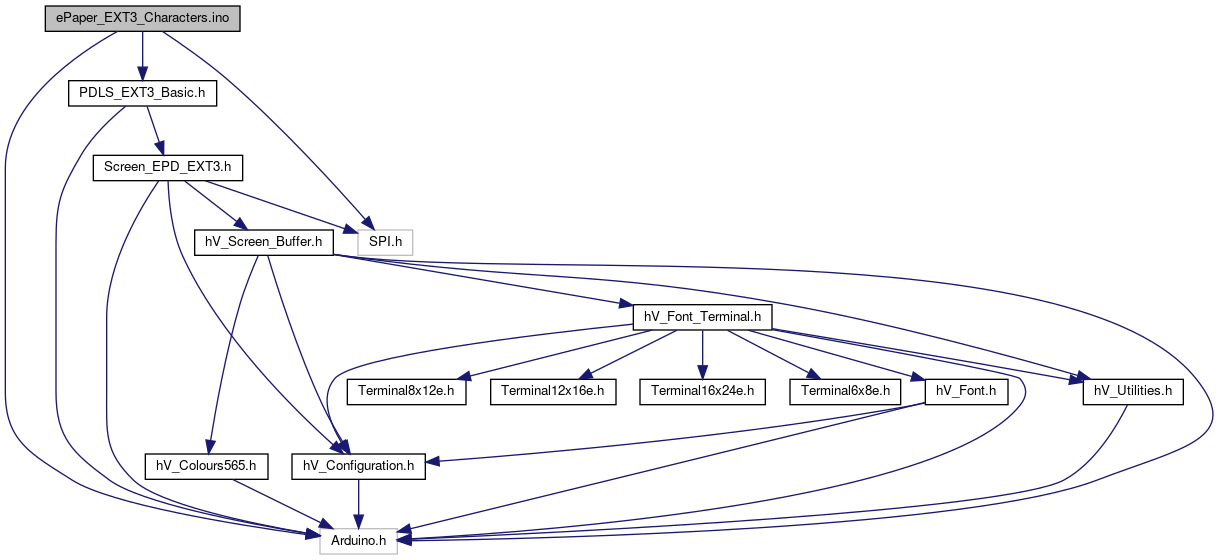 ePaper_EXT3_Characters.ino
PDLS_EXT3_Basic.h
Screen_EPD_EXT3.h
hV_Screen_Buffer.h
SPI.h
hV_Font_Terminal.h
Terminal8x12e.h
Terminal12x16e.h
Terminal16x24e.h
Terminal6x8e.h
hV_Font.h
hV_Utilities.h
hV_Colours565.h
hV_Configuration.h
Arduino.h